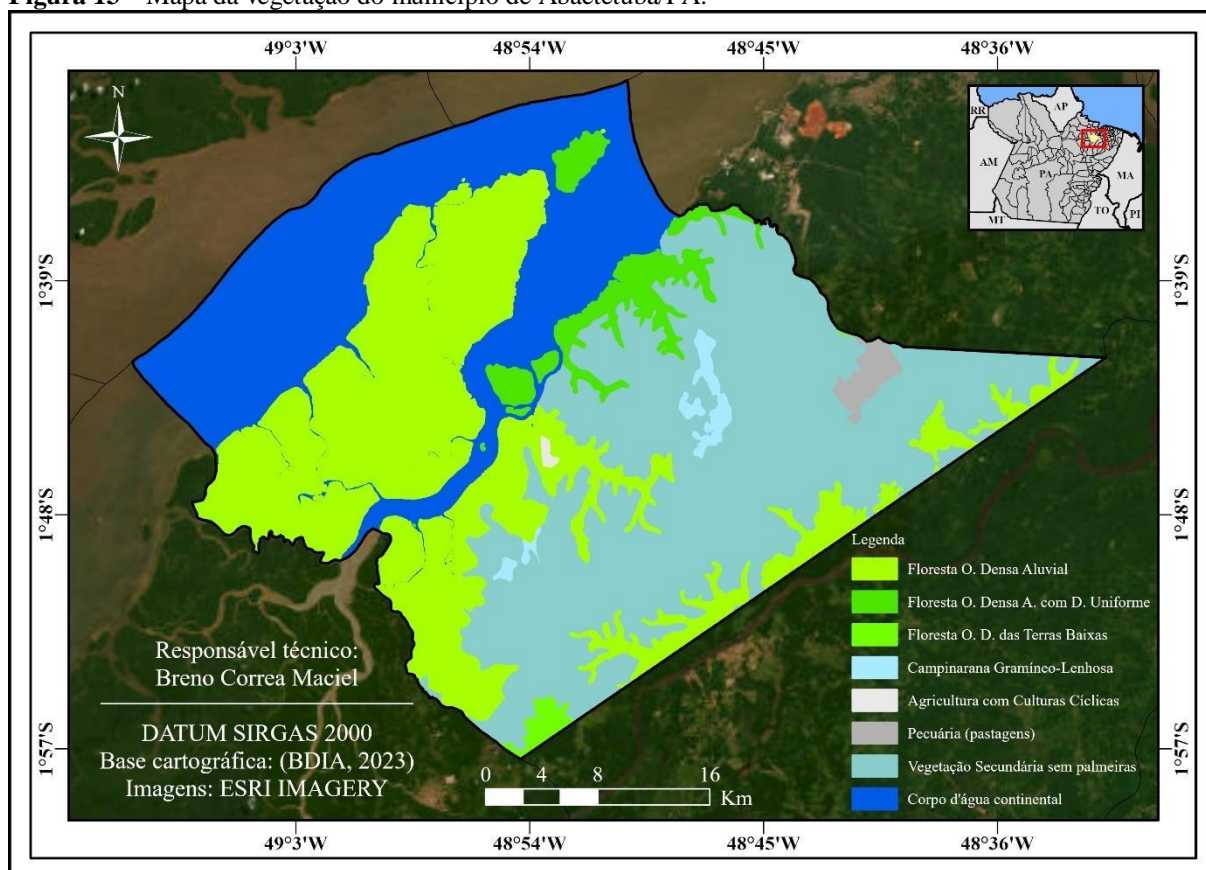 Figura 15 – Mapa da vegetação do município de Abaetetuba/PA.
49°3'W 48°54'W 48°45'W 48°36'W
N
RR AP
AM PA MA
MT TO PI
1°39'S 1°39'S
1°48'S 1°48'S
1°57'S 1°57'S
Legenda
Floresta O. Densa Aluvial
Floresta O. Densa A. com D. Uniforme
Floresta O. D. das Terras Baixas
Campinarana Gramínco-Lenhosa
Agricultura com Culturas Cíclicas
Pecuária (pastagens)
Vegetação Secundária sem palmeiras
Corpo d'água continental
Responsável técnico:
Breno Correa Maciel
DATUM SIRGAS 2000
Base cartográfica: (BDIA, 2023)
Imagens: ESRI IMAGERY
0 4 8 16
Km
49°3'W 48°54'W 48°45'W 48°36'W